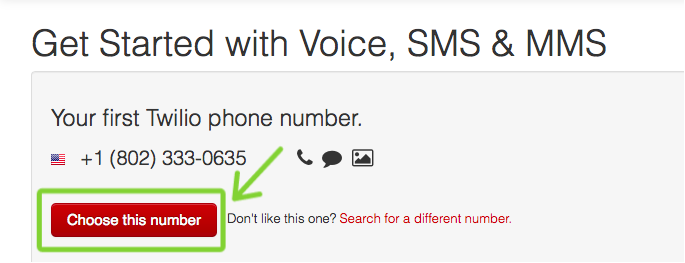 Get Started with Voice, SMS & MMS
Your first Twilio phone number.
+1 (802) 333-0635
Choose this number Don't like this one? Search for a different number.